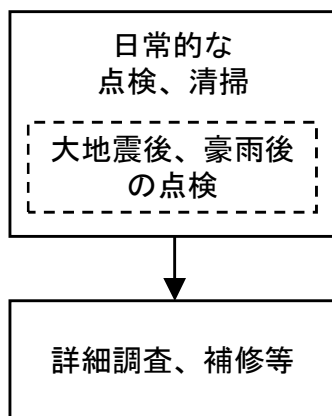 日常的な
点検、清掃
大地震後、豪雨後
の点検
詳細調査、補修等